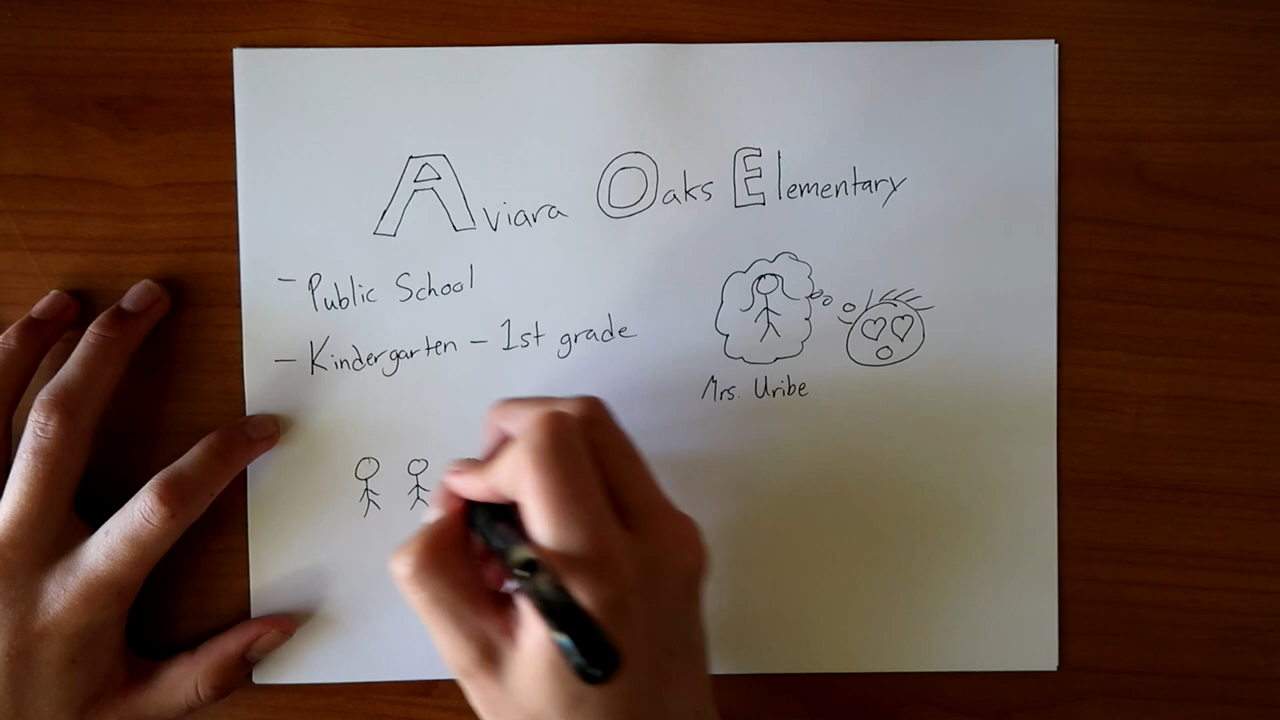 Aviara Oaks Elementary
- Public School
- Kindergarten - 1st grade
Mrs. Uribe